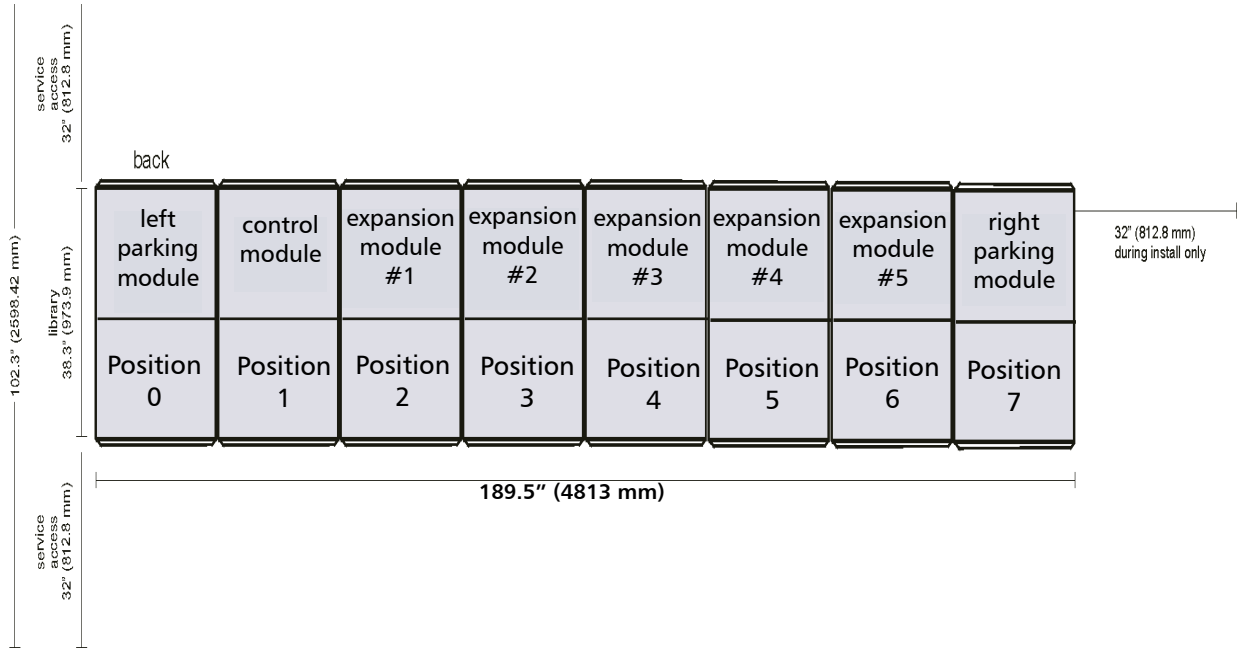 service
access
32" (812.8 mm)
back
102.3" (2598.42 mm)
library
38.3" (973.9 mm)
left
parking
module
control
module
expansion
module
#1
expansion
module
#2
expansion
module
#3
expansion
module
#4
expansion
module
#5
right
parking
module
32" (812.8 mm)
during install only
Position
0
Position
1
Position
2
Position
3
Position
4
Position
5
Position
6
Position
7
189.5” (4813 mm)
service
access
32" (812.8 mm)